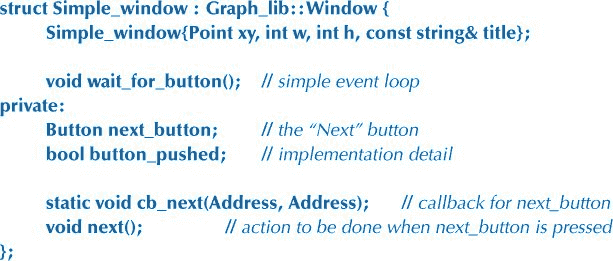 struct Simple_window : Graph_lib::Window {
Simple_window{Point xy, int w, int h, const string& title};
void wait_for_button(); // simple event loop
private:
Button next_button; // the “Next” button
bool button_pushed; // implementation detail
static void cb_next(Address, Address); // callback for next_button
void next(); // action to be done when next_button is pressed
};